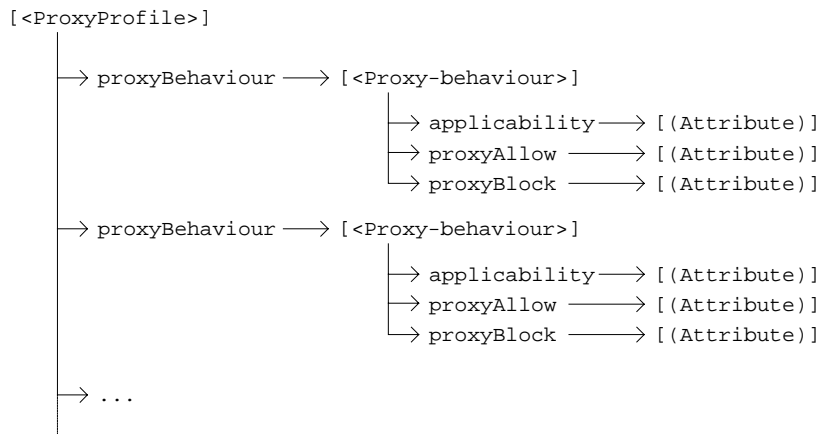 [<ProxyProfile>]
proxyBehaviour [<Proxy-behaviour>]
applicability [(Attribute)]
proxyAllow [(Attribute)]
proxyBlock [(Attribute)]
proxyBehaviour [<Proxy-behaviour>]
applicability [(Attribute)]
proxyAllow [(Attribute)]
proxyBlock [(Attribute)]
...